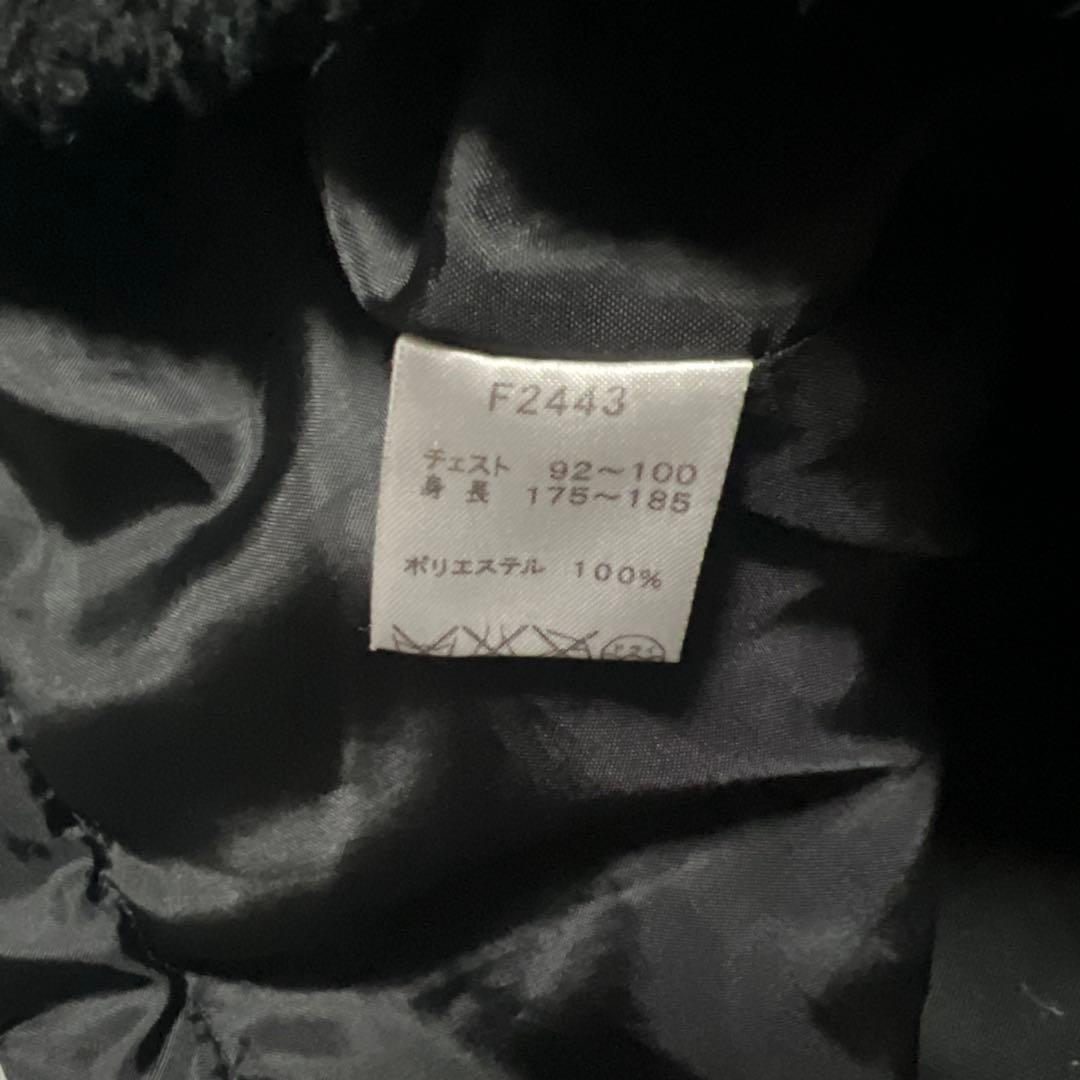 F2443
チェスト 92～100
身長 175～185
ポリエステル 100%